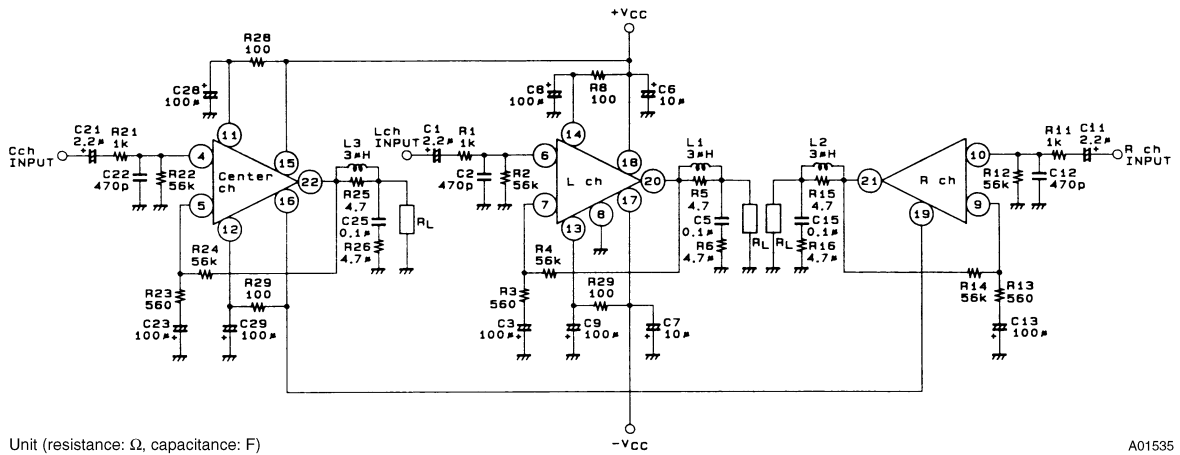 +VCC
R28
100
C28
+
100µ
C8
+
100µ
R8
100
+
C6
10µ
Cch
INPUT
C21
2.2µ
+
R21
1k
C22
470p
R22
56k
4
5
11
12
15
16
22
Center
ch
L3
3µH
R25
4.7
C25
0.1µ
R26
4.7µ
RL
R24
56k
R23
560
C23
100µ
+
C29
100µ
+
R29
100
Lch
INPUT
C1
2.2µ
+
R1
1k
C2
470p
R2
56k
6
7
14
13
8
18
17
20
L ch
L1
3µH
R5
4.7
C5
0.1µ
R6
4.7µ
RL
R4
56k
R3
560
C3
100µ
+
C9
100µ
+
R29
100
C7
10µ
+
L2
3µH
R15
4.7
C15
0.1µ
R16
4.7µ
RL
21
R ch
10
9
19
R11
1k
C11
2.2µ
+
R ch
INPUT
R12
56k
C12
470p
R14
56k
R13
560
C13
100µ
+
-VCC
Unit (resistance: Ω, capacitance: F)
A01535